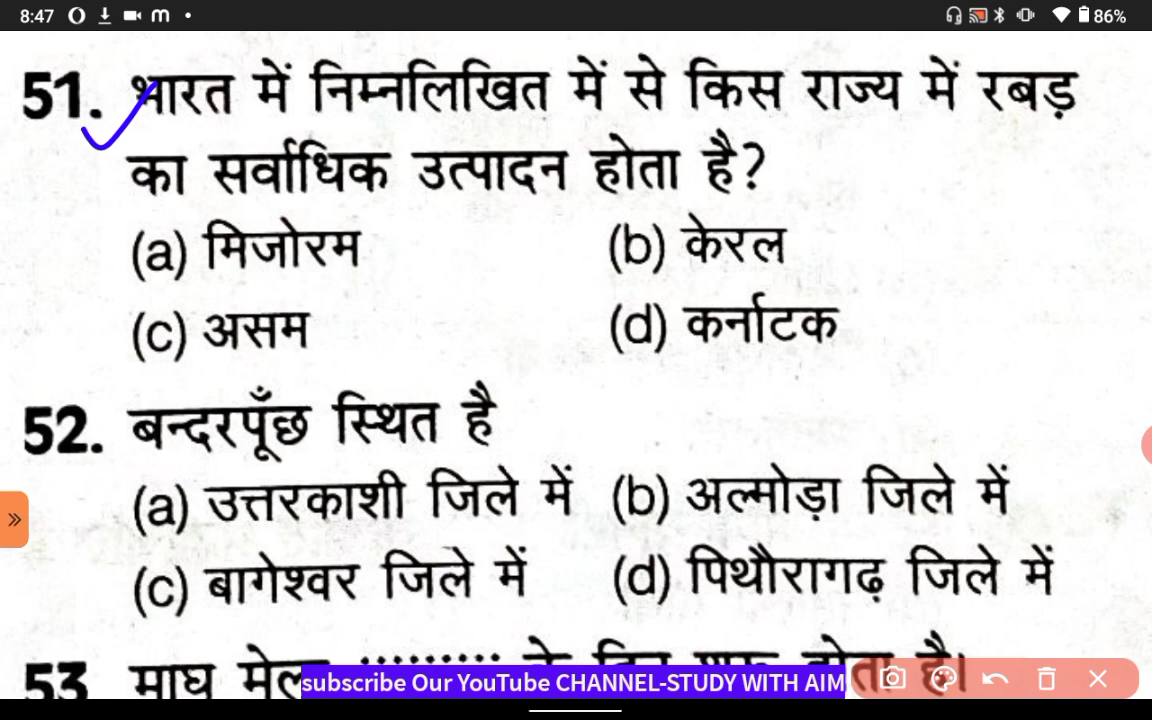 8:47 86%
51. भारत में निम्नलिखित में से किस राज्य में रबड़
का सर्वाधिक उत्पादन होता है?
(a) मिजोरम (b) केरल
(c) असम (d) कर्नाटक
52. बन्दरपूँछ स्थित है
(a) उत्तरकाशी जिले में (b) अल्मोड़ा जिले में
(c) बागेश्वर जिले में (d) पिथौरागढ़ जिले में
53 माघ ......... के दिन शुरू होता है।
subscribe Our YouTube CHANNEL-STUDY WITH AIM